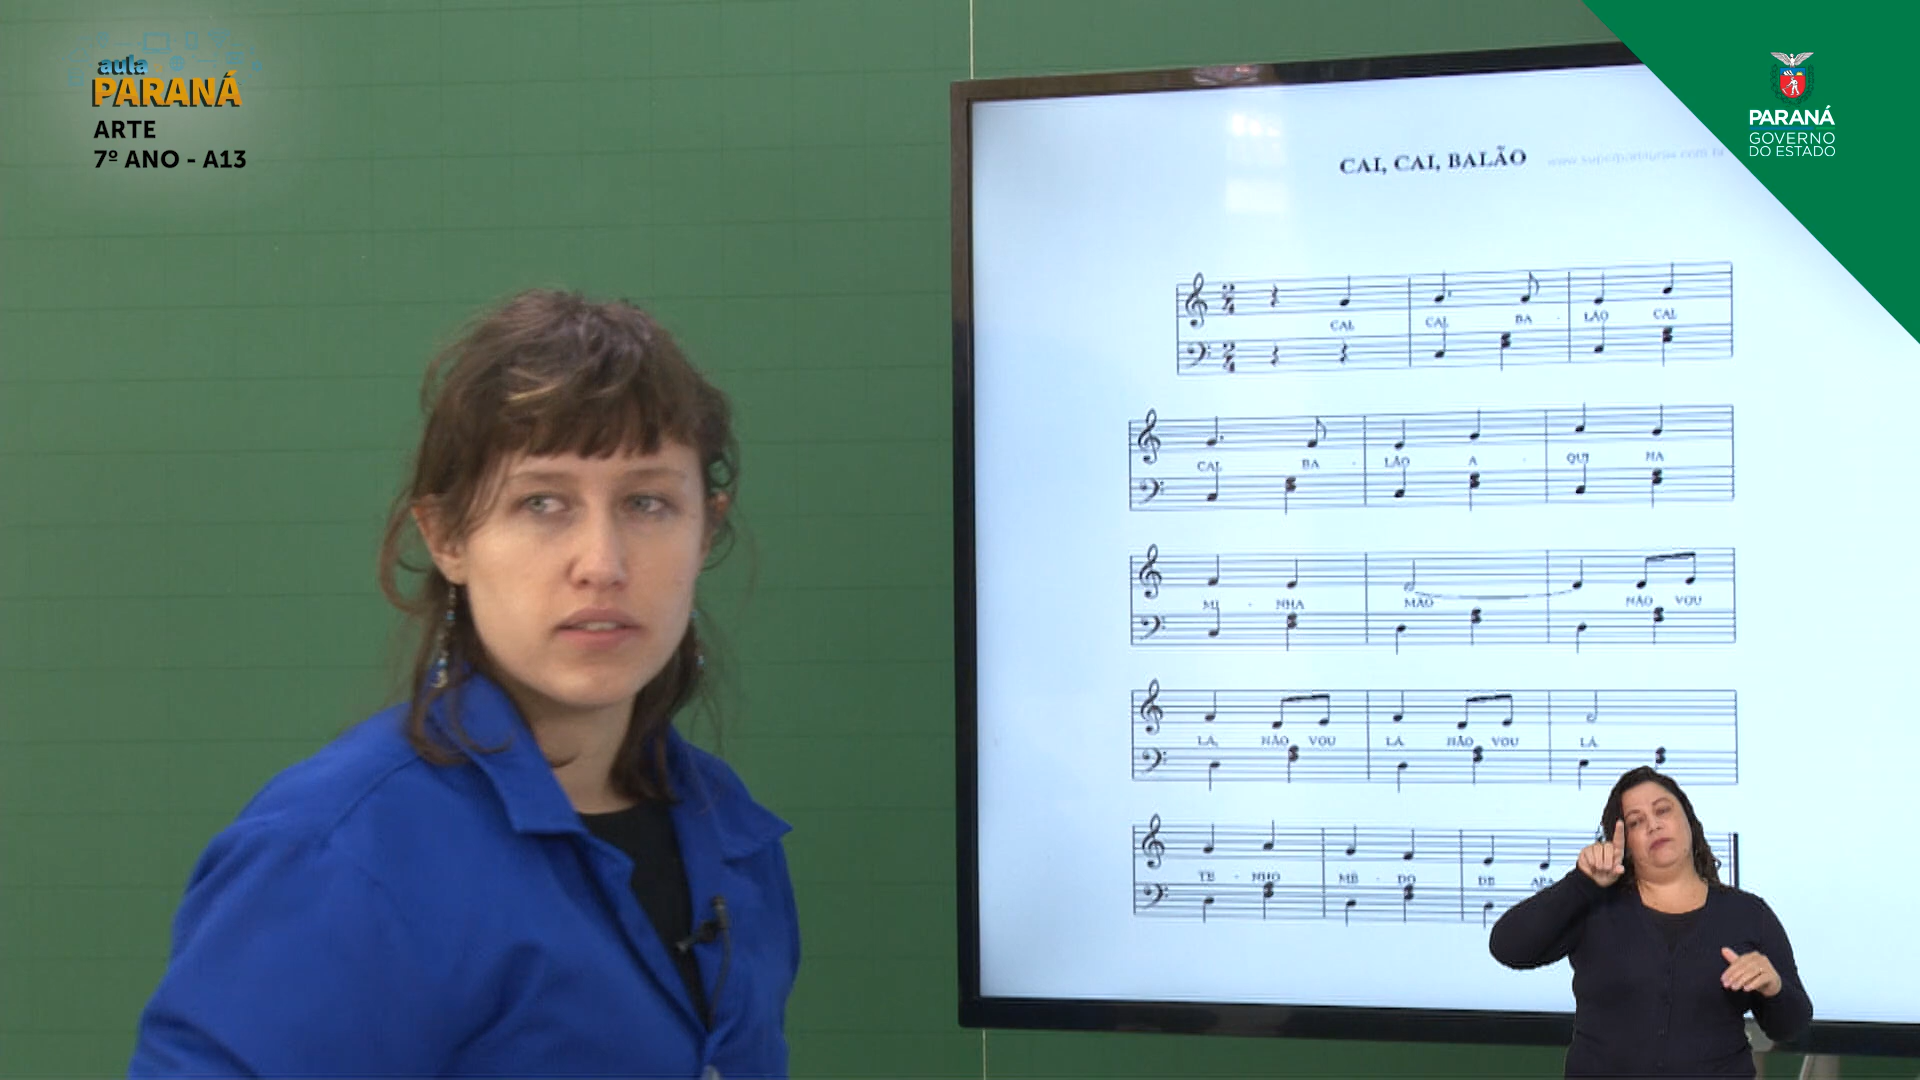 aula
PARANÁ
ARTE
7º ANO - A13
PARANÁ
GOVERNO
DO ESTADO
CAI, CAI, BALÃO
CAI, CAI, BA - LÃO CAI,
CAI, BA - LÃO A - QUI NA
MI - NHA MÃO NÃO VOU
LÁ, NÃO VOU LÁ NÃO VOU LÁ
TE - NHO ME - DO DE APA